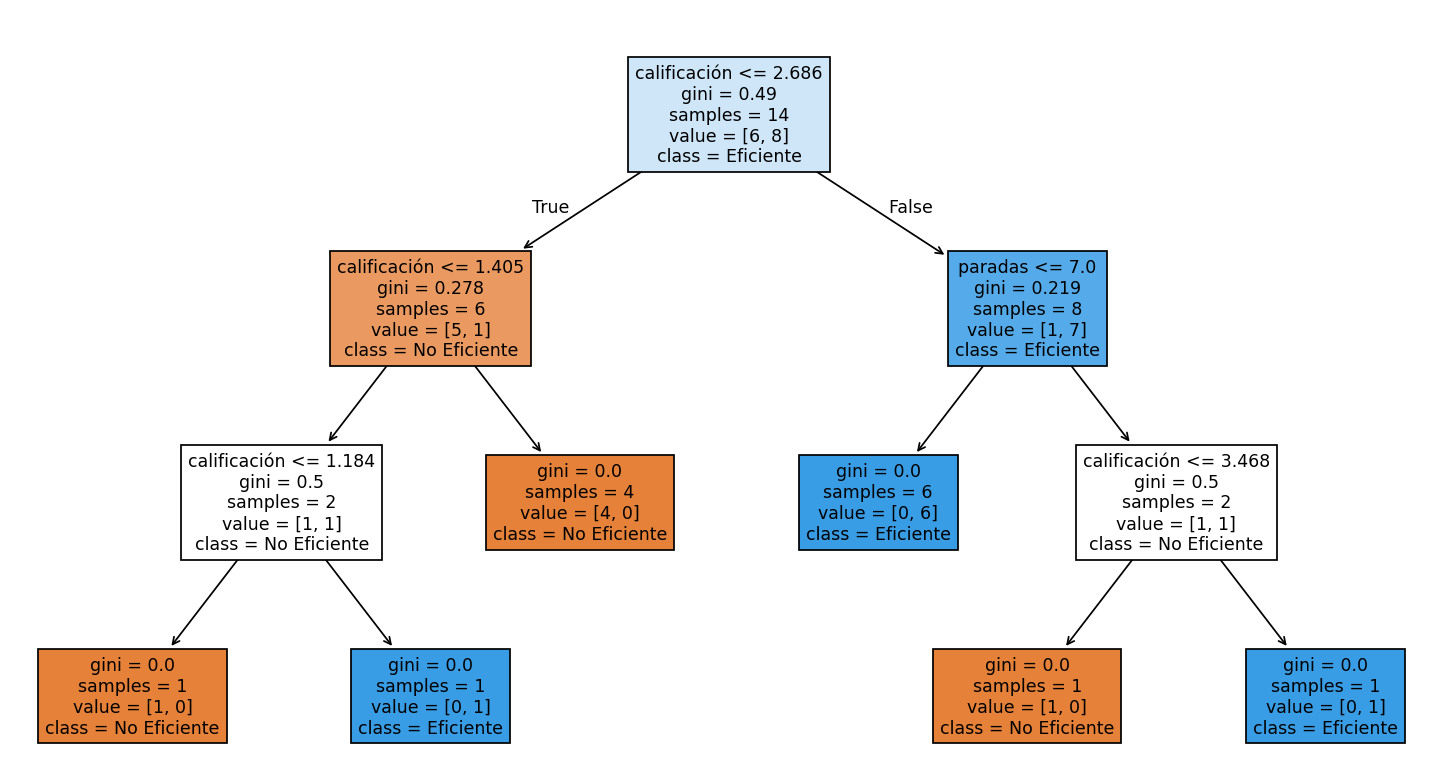 calificación <= 2.686
gini = 0.49
samples = 14
value = [6, 8]
class = Eficiente
True
False
calificación <= 1.405
gini = 0.278
samples = 6
value = [5, 1]
class = No Eficiente
paradas <= 7.0
gini = 0.219
samples = 8
value = [1, 7]
class = Eficiente
calificación <= 1.184
gini = 0.5
samples = 2
value = [1, 1]
class = No Eficiente
gini = 0.0
samples = 4
value = [4, 0]
class = No Eficiente
gini = 0.0
samples = 6
value = [0, 6]
class = Eficiente
calificación <= 3.468
gini = 0.5
samples = 2
value = [1, 1]
class = No Eficiente
gini = 0.0
samples = 1
value = [1, 0]
class = No Eficiente
gini = 0.0
samples = 1
value = [0, 1]
class = Eficiente
gini = 0.0
samples = 1
value = [1, 0]
class = No Eficiente
gini = 0.0
samples = 1
value = [0, 1]
class = Eficiente